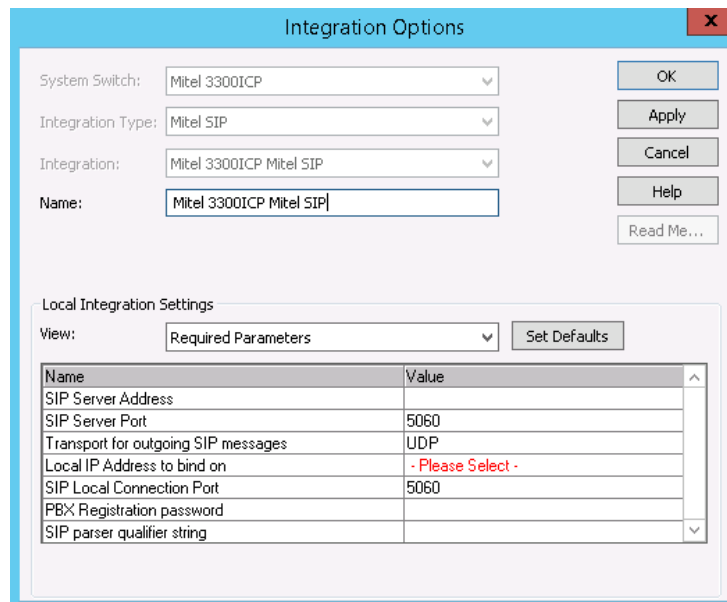 Integration Options
x
System Switch: Mitel 3300ICP
OK
Integration Type: Mitel SIP
Apply
Integration: Mitel 3300ICP Mitel SIP
Cancel
Name: Mitel 3300ICP Mitel SIP
Help
Read Me...
Local Integration Settings
View: Required Parameters Set Defaults
Name Value
SIP Server Address
SIP Server Port 5060
Transport for outgoing SIP messages UDP
Local IP Address to bind on - Please Select -
SIP Local Connection Port 5060
PBX Registration password
SIP parser qualifier string